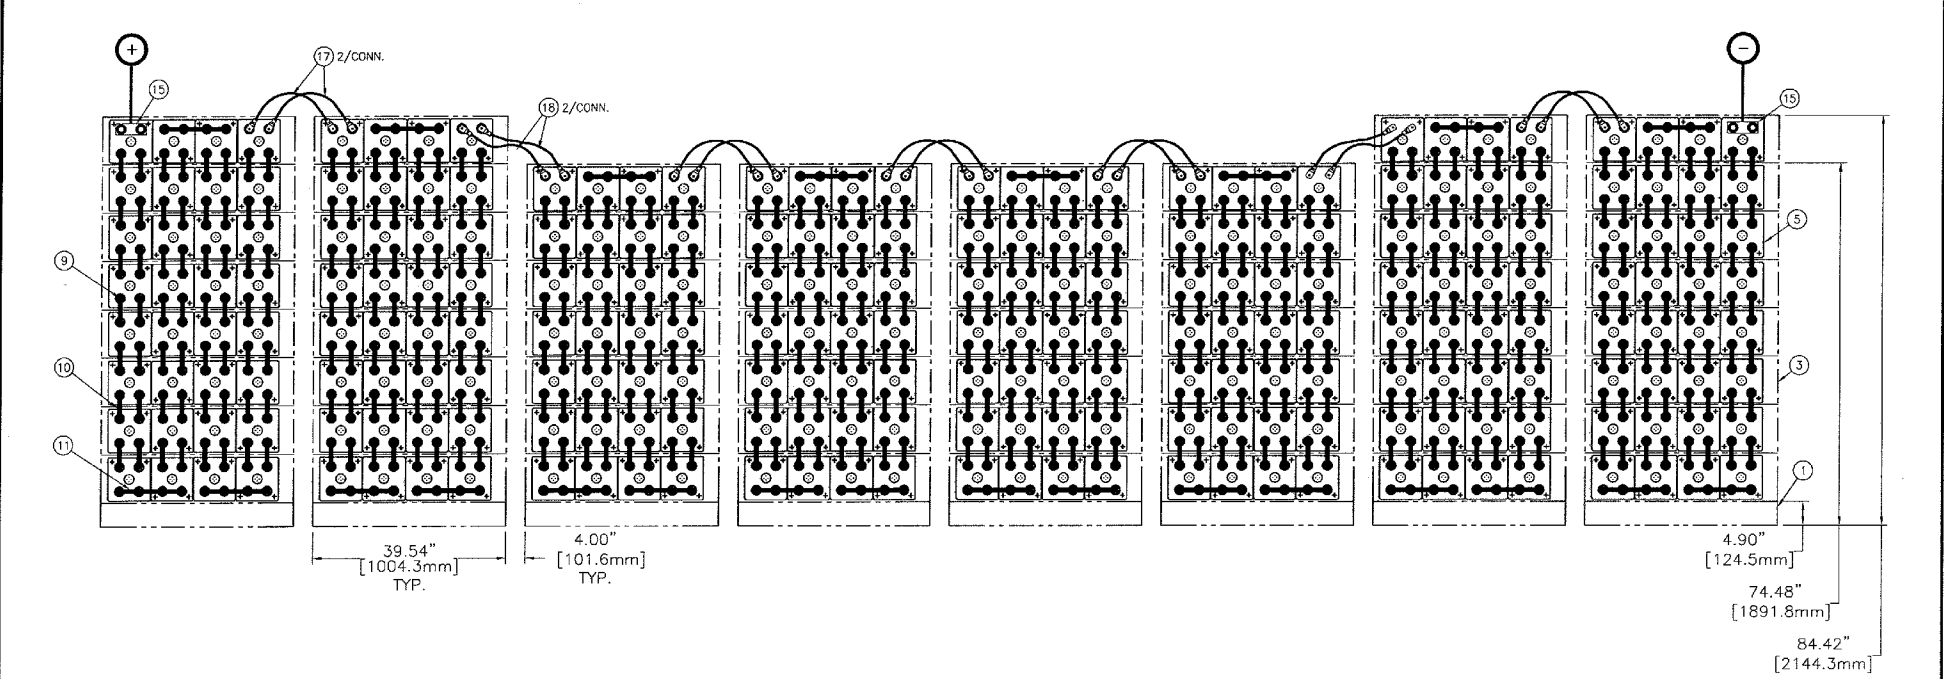 +
−
17 2/CONN.
15
18 2/CONN.
15
5
9
3
10
11
1
39.54"
[1004.3mm]
TYP.
4.00"
[101.6mm]
TYP.
4.90"
[124.5mm]
74.48"
[1891.8mm]
84.42"
[2144.3mm]